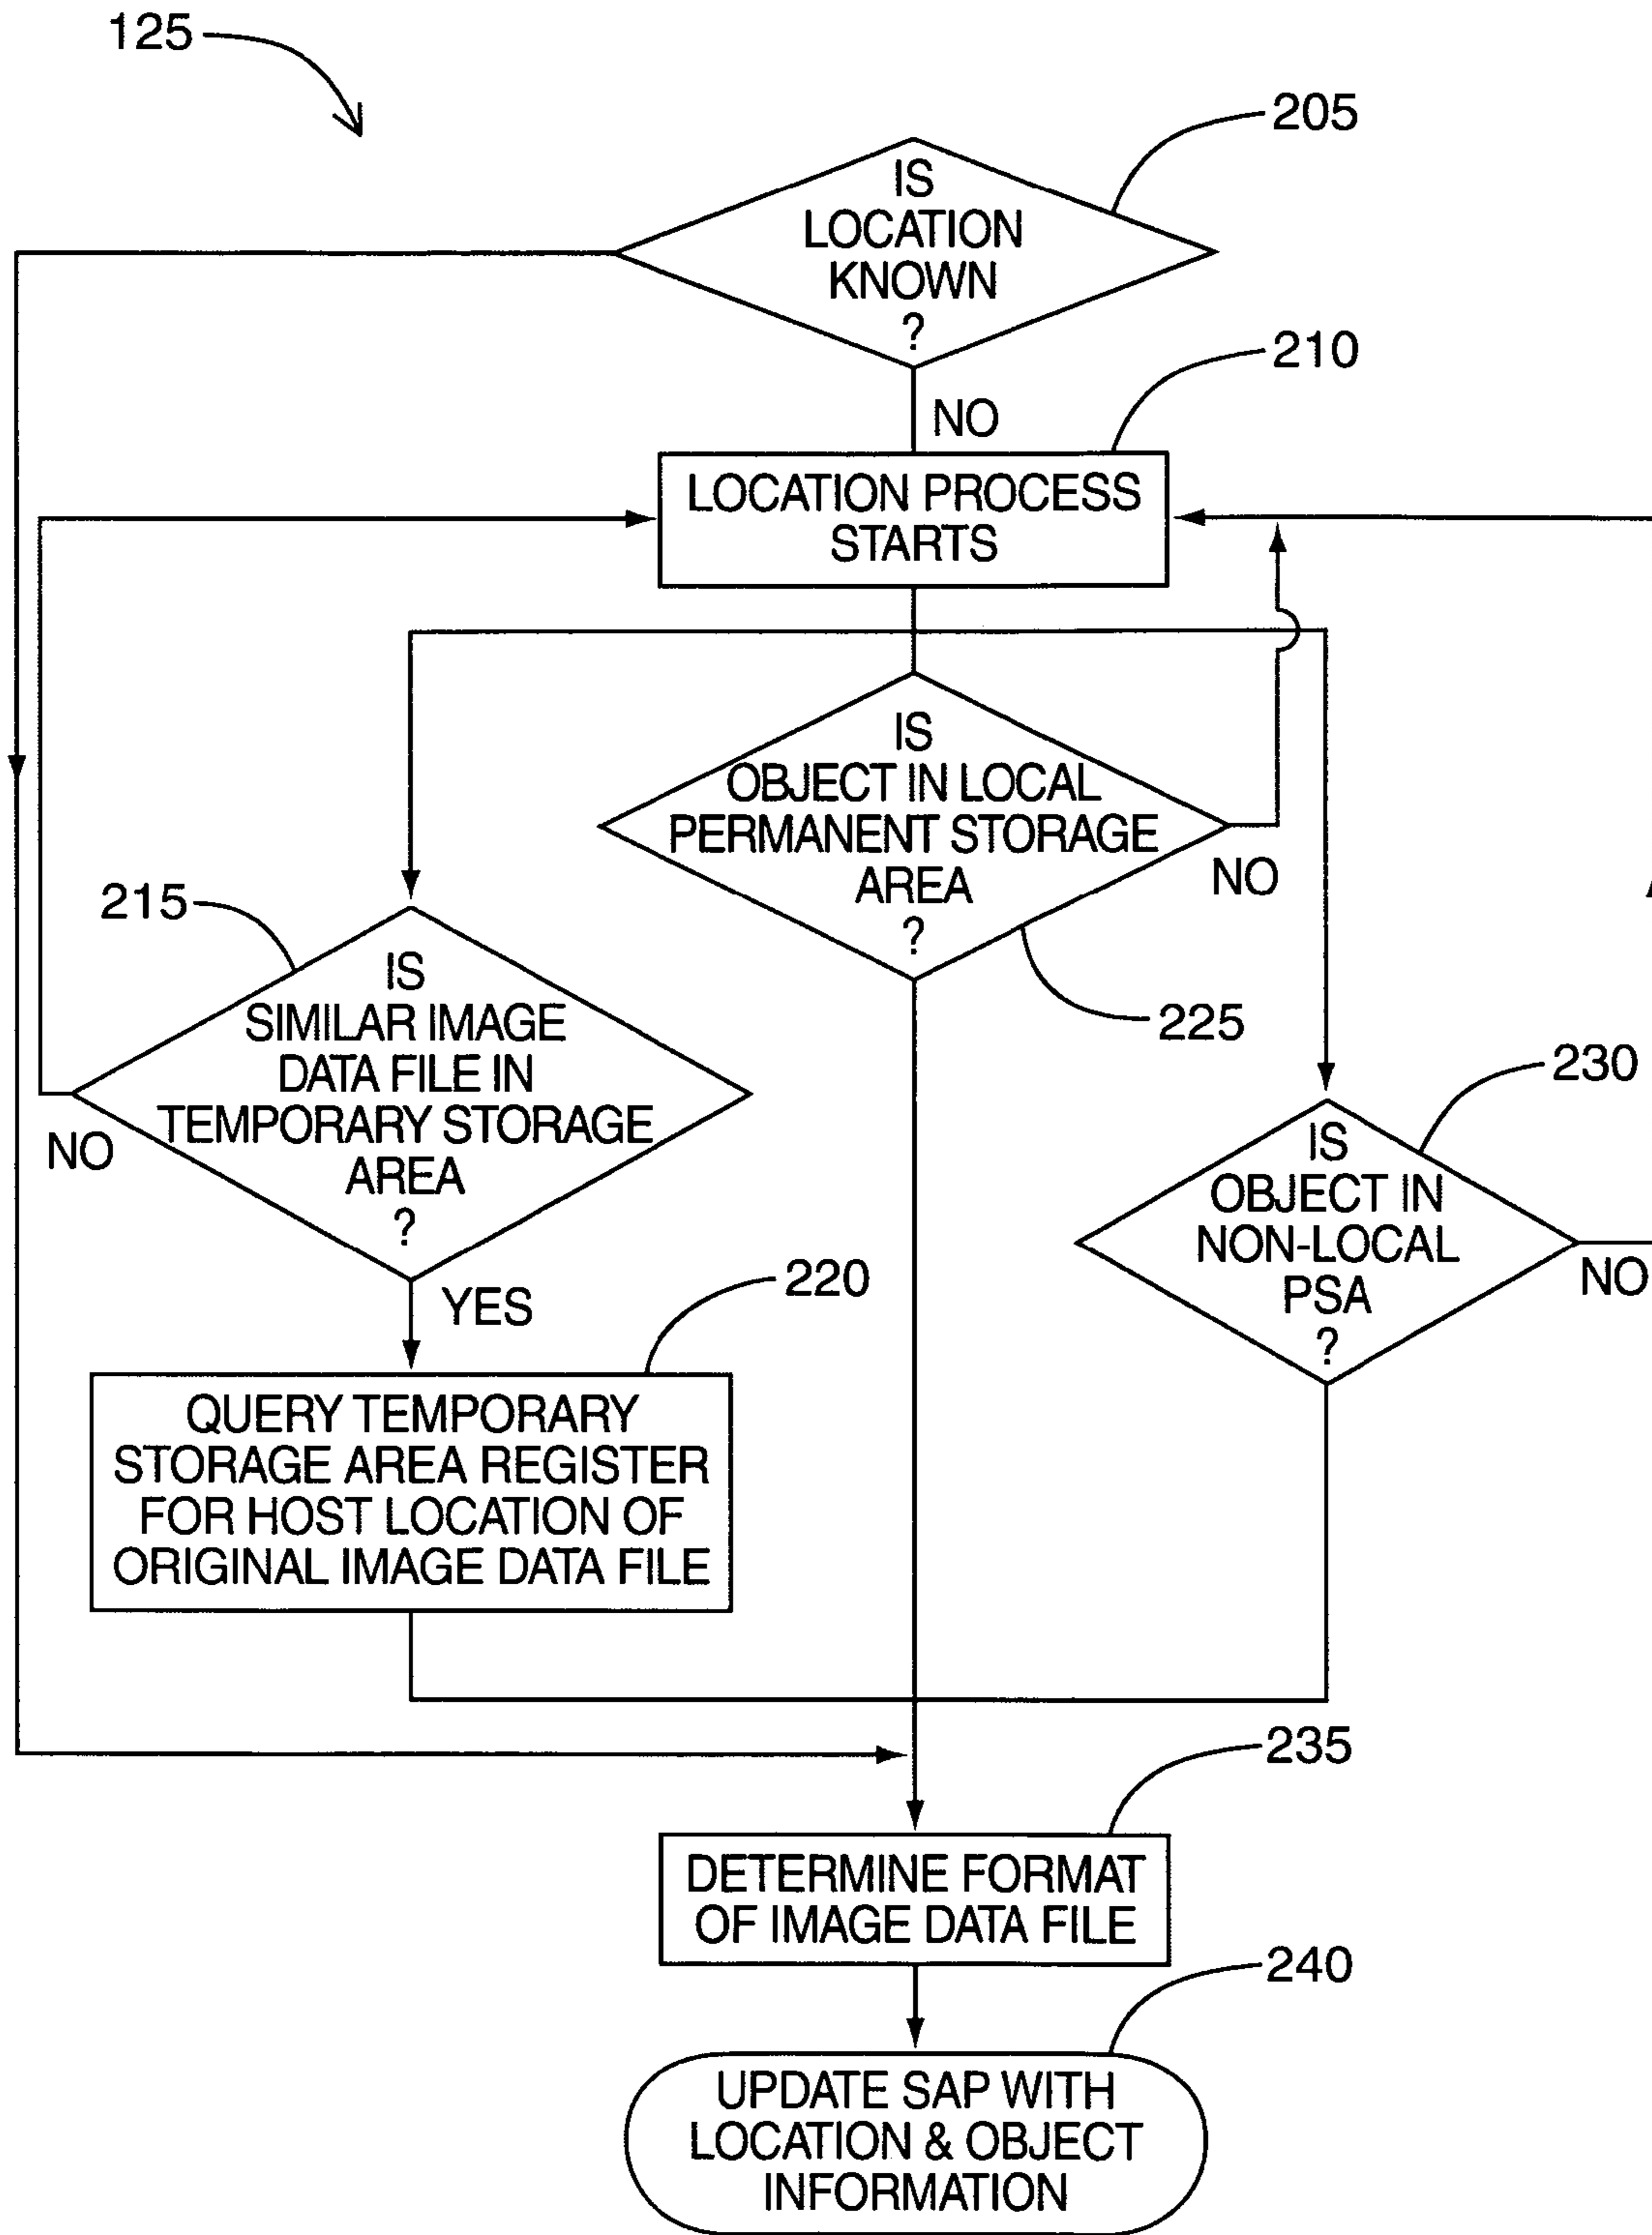 125
205
IS
LOCATION
KNOWN
?
210
NO
LOCATION PROCESS
STARTS
IS
OBJECT IN LOCAL
PERMANENT STORAGE
AREA
?
NO
225
215
IS
SIMILAR IMAGE
DATA FILE IN
TEMPORARY STORAGE
AREA
?
NO
YES
230
IS
OBJECT IN
NON-LOCAL
PSA
?
NO
220
QUERY TEMPORARY
STORAGE AREA REGISTER
FOR HOST LOCATION OF
ORIGINAL IMAGE DATA FILE
235
DETERMINE FORMAT
OF IMAGE DATA FILE
240
UPDATE SAP WITH
LOCATION & OBJECT
INFORMATION